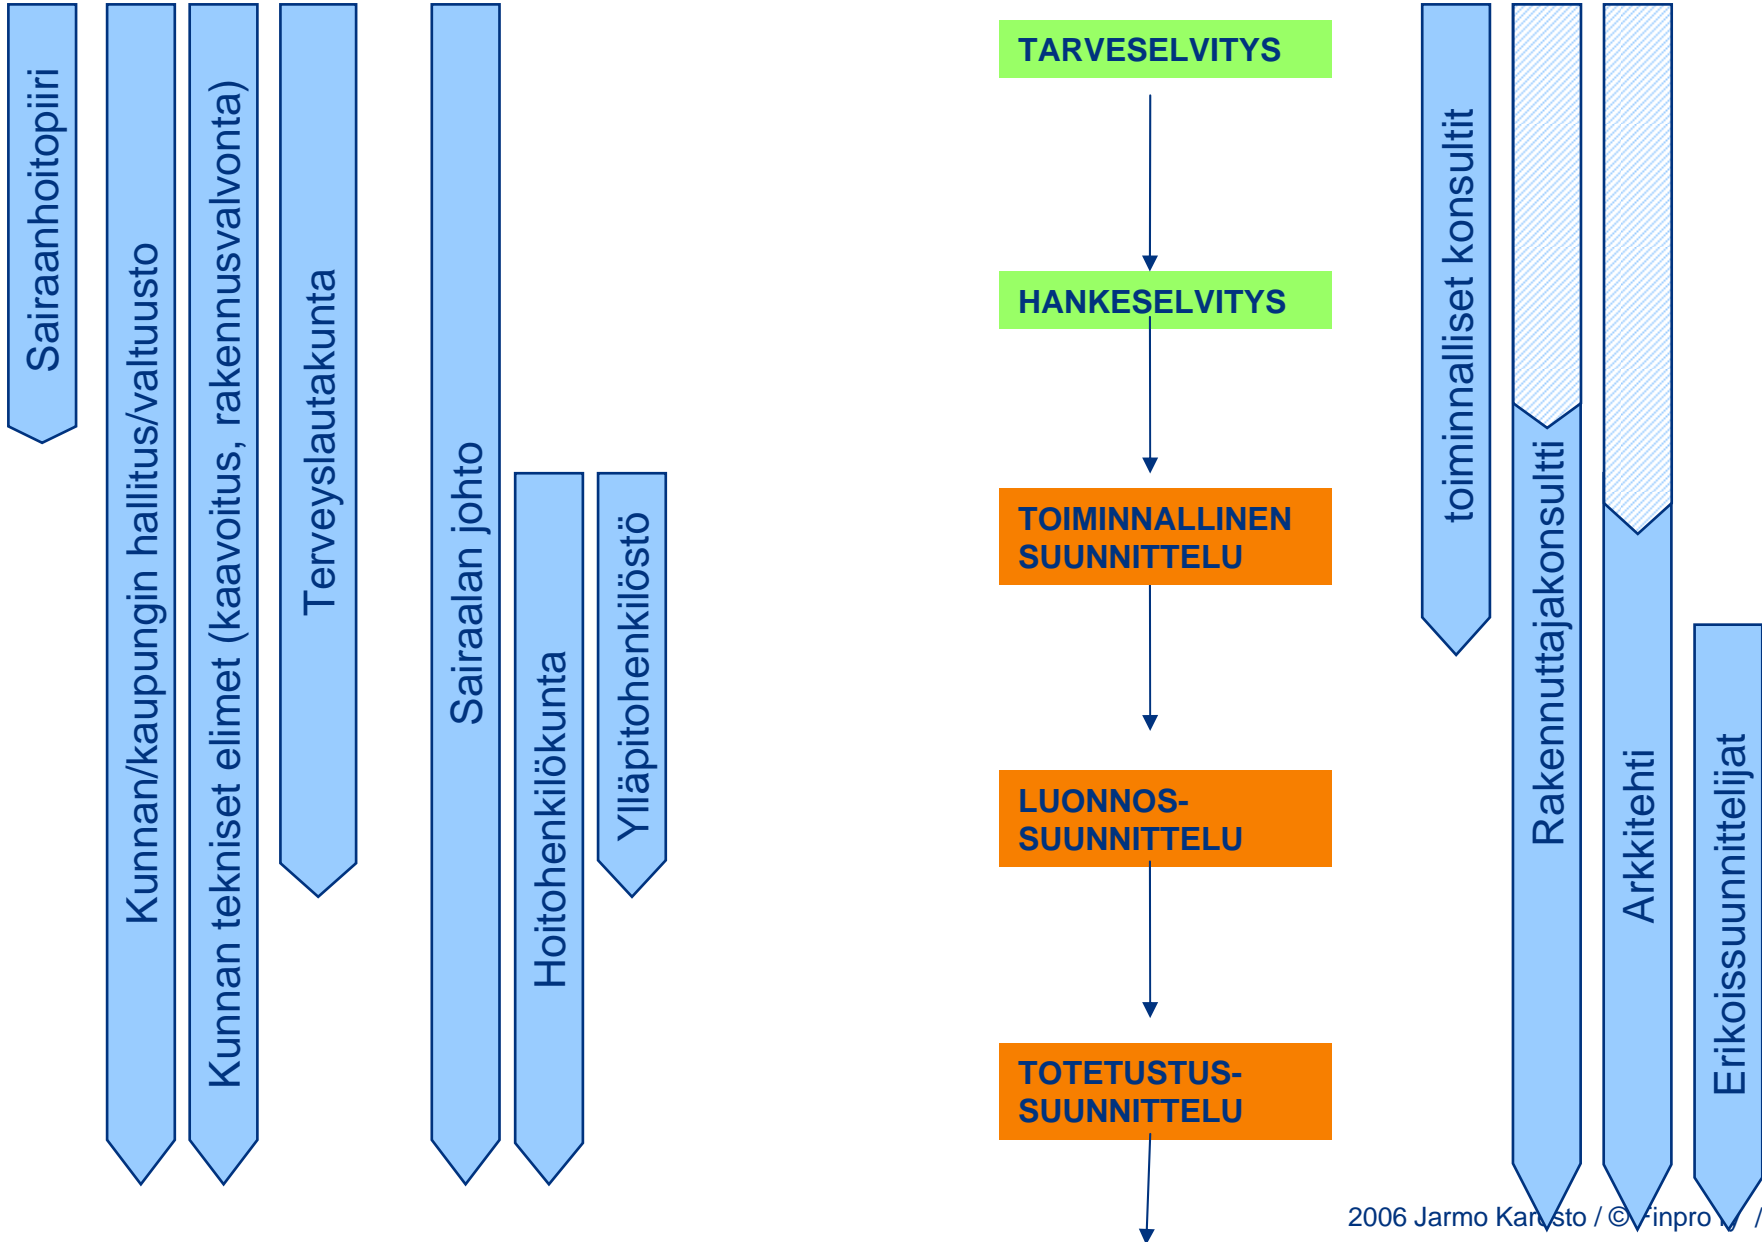 Sairaanhoitopiiri
Kunnan/kaupungin hallitus/valtuusto
Kunnan tekniset elimet (kaavoitus, rakennusvalvonta)
Terveyslautakunta
Sairaalan johto
Hoitohenkilökunta
Ylläpitohenkilöstö
TARVESELVITYS
HANKESELVITYS
TOIMINNALLINEN
SUUNNITTELU
LUONNOS-
SUUNNITTELU
TOTETUSTUS-
SUUNNITTELU
toiminnalliset konsultit
Rakennuttajakonsultti
Arkkitehti
Erikoissuunnittelijat
2006 Jarmo / © Finpro /